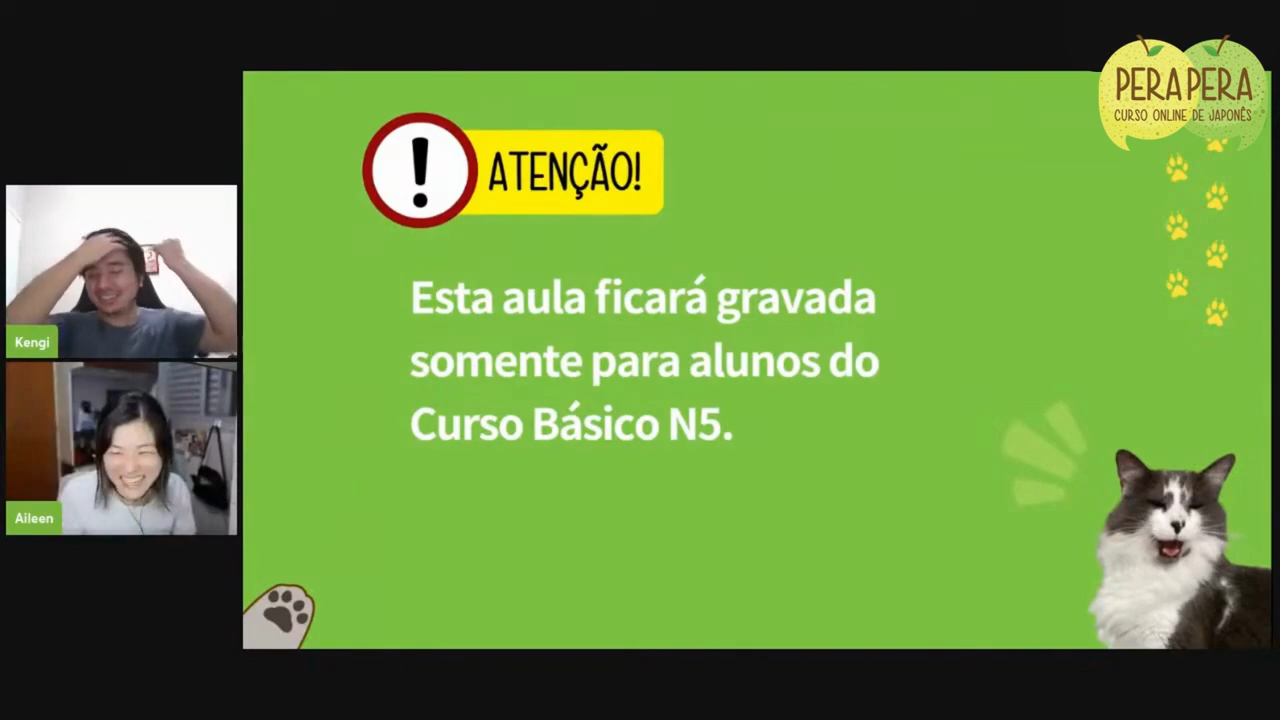 PERA PERA
CURSO ONLINE DE JAPONÊS
!
ATENÇÃO!
Esta aula ficará gravada
somente para alunos do
Curso Básico N5.
Kengi
Aileen